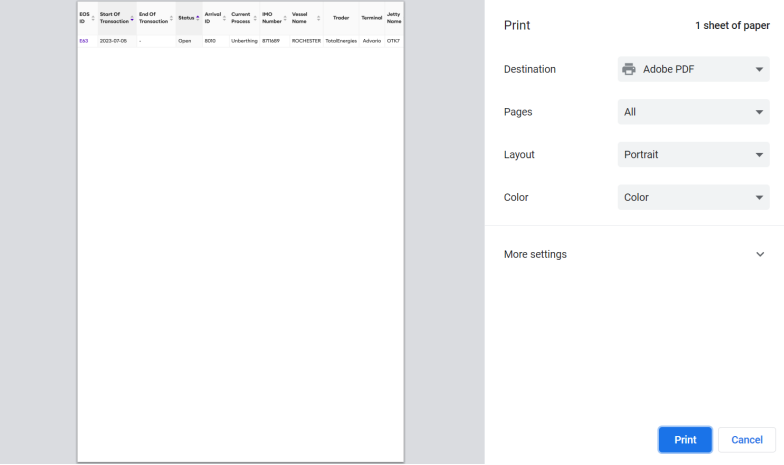 EOS ID Start Of Transaction End Of Transaction Status Arrival ID Current Process IMO Number Vessel Name Trader Terminal Jetty Name
E63 2023-07-05 - Open 8010 Unberthing 8711689 ROCHESTER TotalEnergies Advario OTK7
Print 1 sheet of paper
Destination Adobe PDF
Pages All
Layout Portrait
Color Color
More settings
Print Cancel